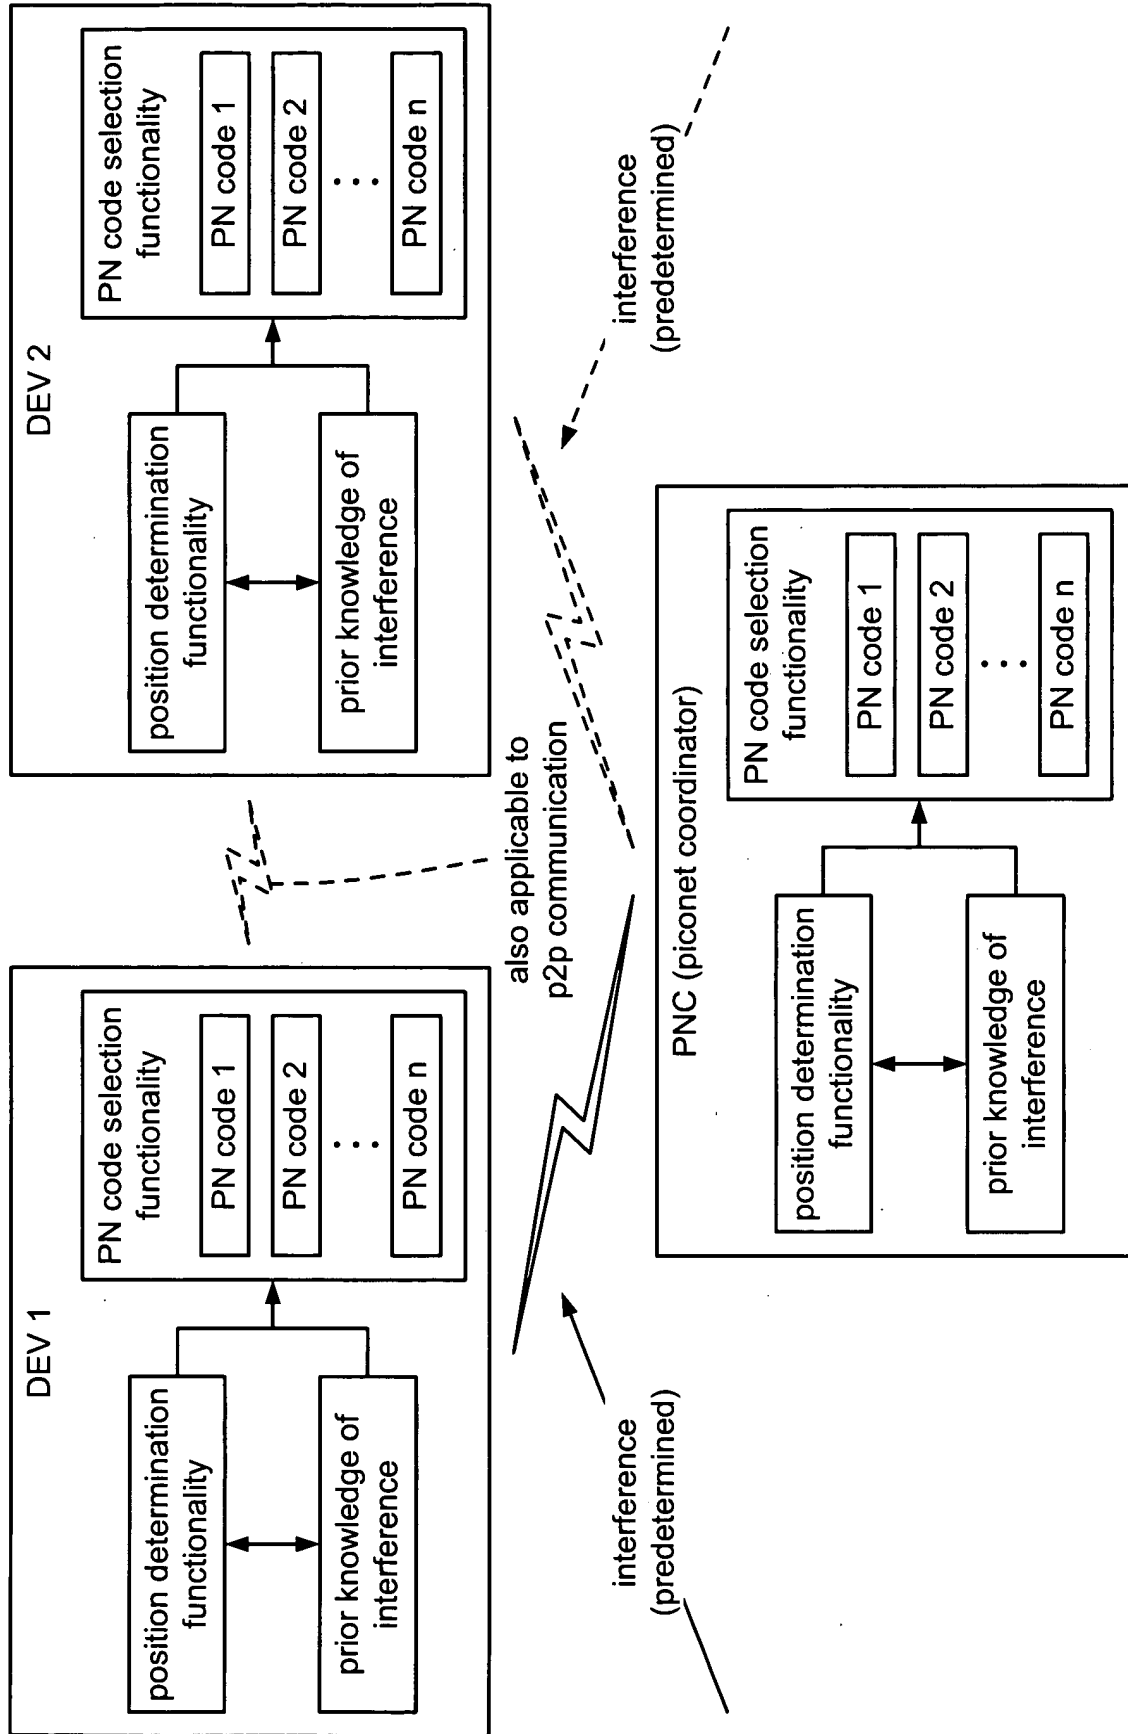 DEV 1
position determination
functionality
prior knowledge of
interference
PN code selection
functionality
PN code 1
PN code 2
...
PN code n
DEV 2
position determination
functionality
prior knowledge of
interference
PN code selection
functionality
PN code 1
PN code 2
...
PN code n
also applicable to
p2p communication
interference
(predetermined)
interference
(predetermined)
PNC (piconet coordinator)
position determination
functionality
prior knowledge of
interference
PN code selection
functionality
PN code 1
PN code 2
...
PN code n